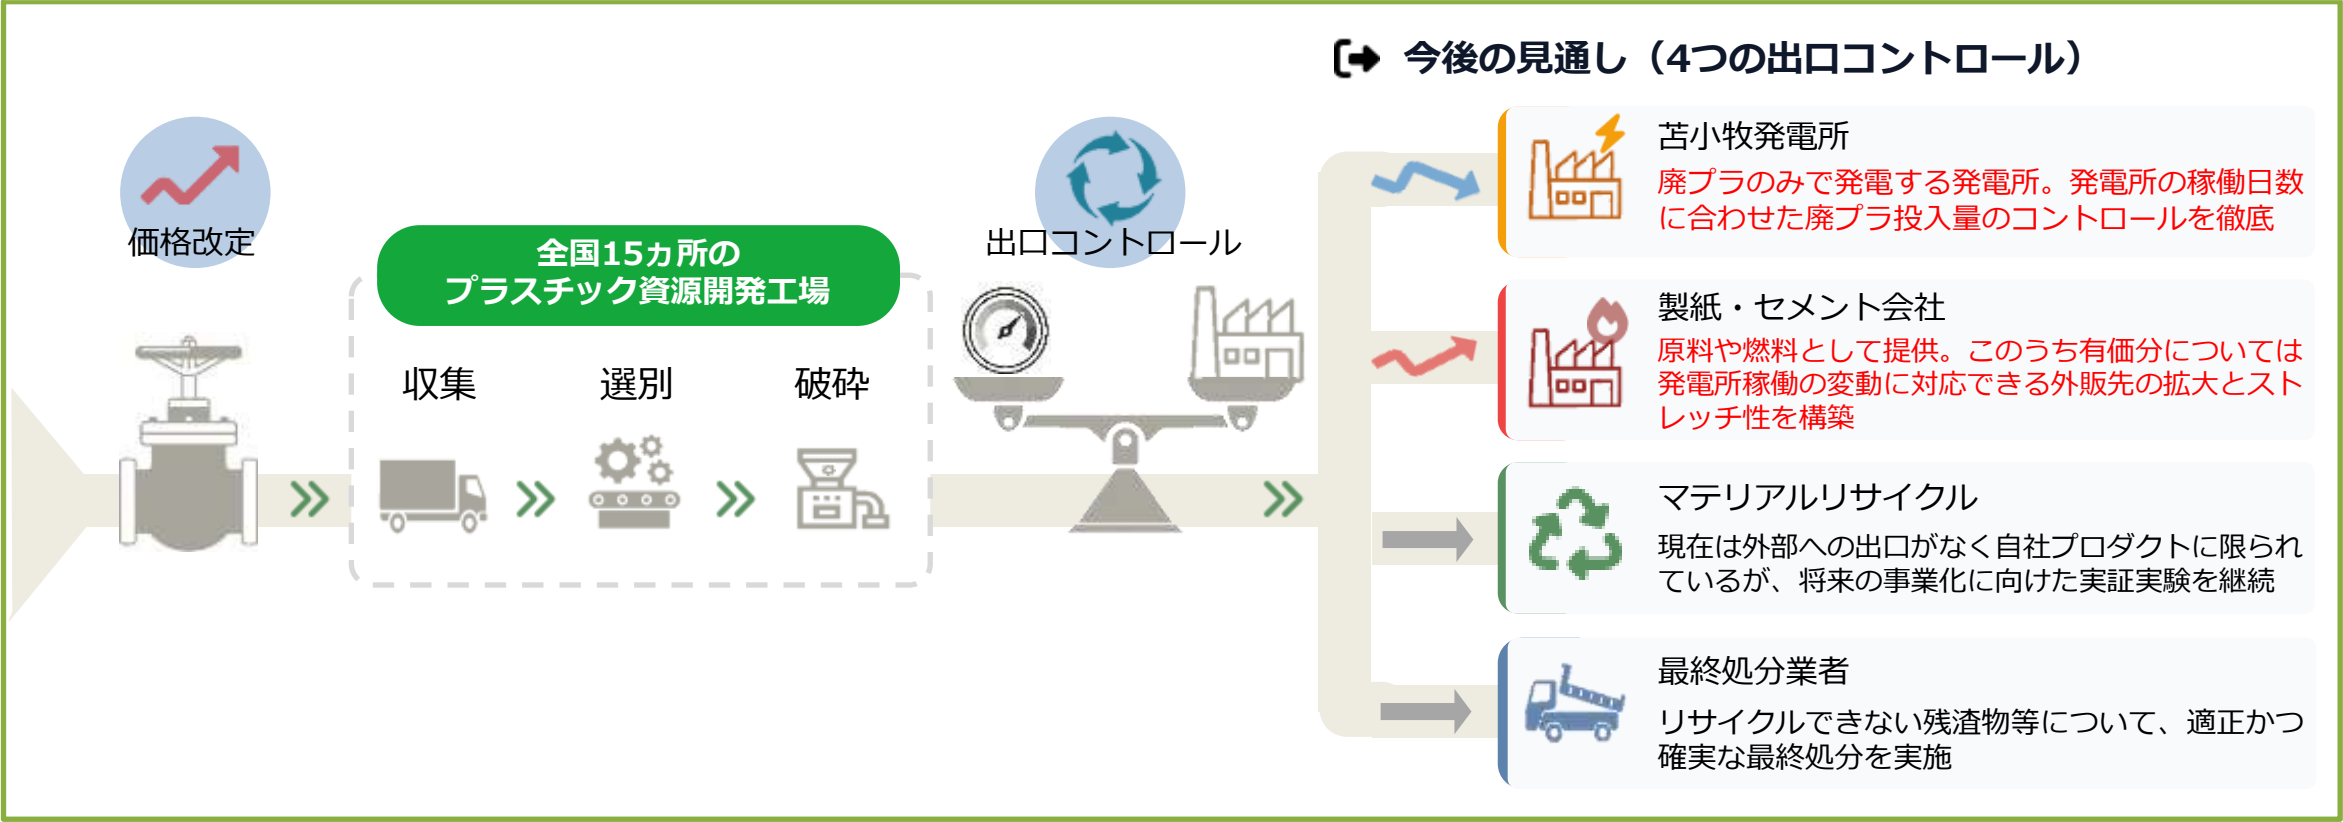 今後の見通し（4つの出口コントロール）
価格改定
全国15ヵ所の
プラスチック資源開発工場
収集
選別
破砕
出口コントロール
苫小牧発電所
廃プラのみで発電する発電所。発電所の稼働日数
に合わせた廃プラ投入量のコントロールを徹底
製紙・セメント会社
原料や燃料として提供。このうち有価分については
発電所稼働の変動に対応できる外販先の拡大とスト
レッチ性を構築
マテリアルリサイクル
現在は外部への出口がなく自社プロダクトに限られ
ているが、将来の事業化に向けた実証実験を継続
最終処分業者
リサイクルできない残渣物等について、適正かつ
確実な最終処分を実施